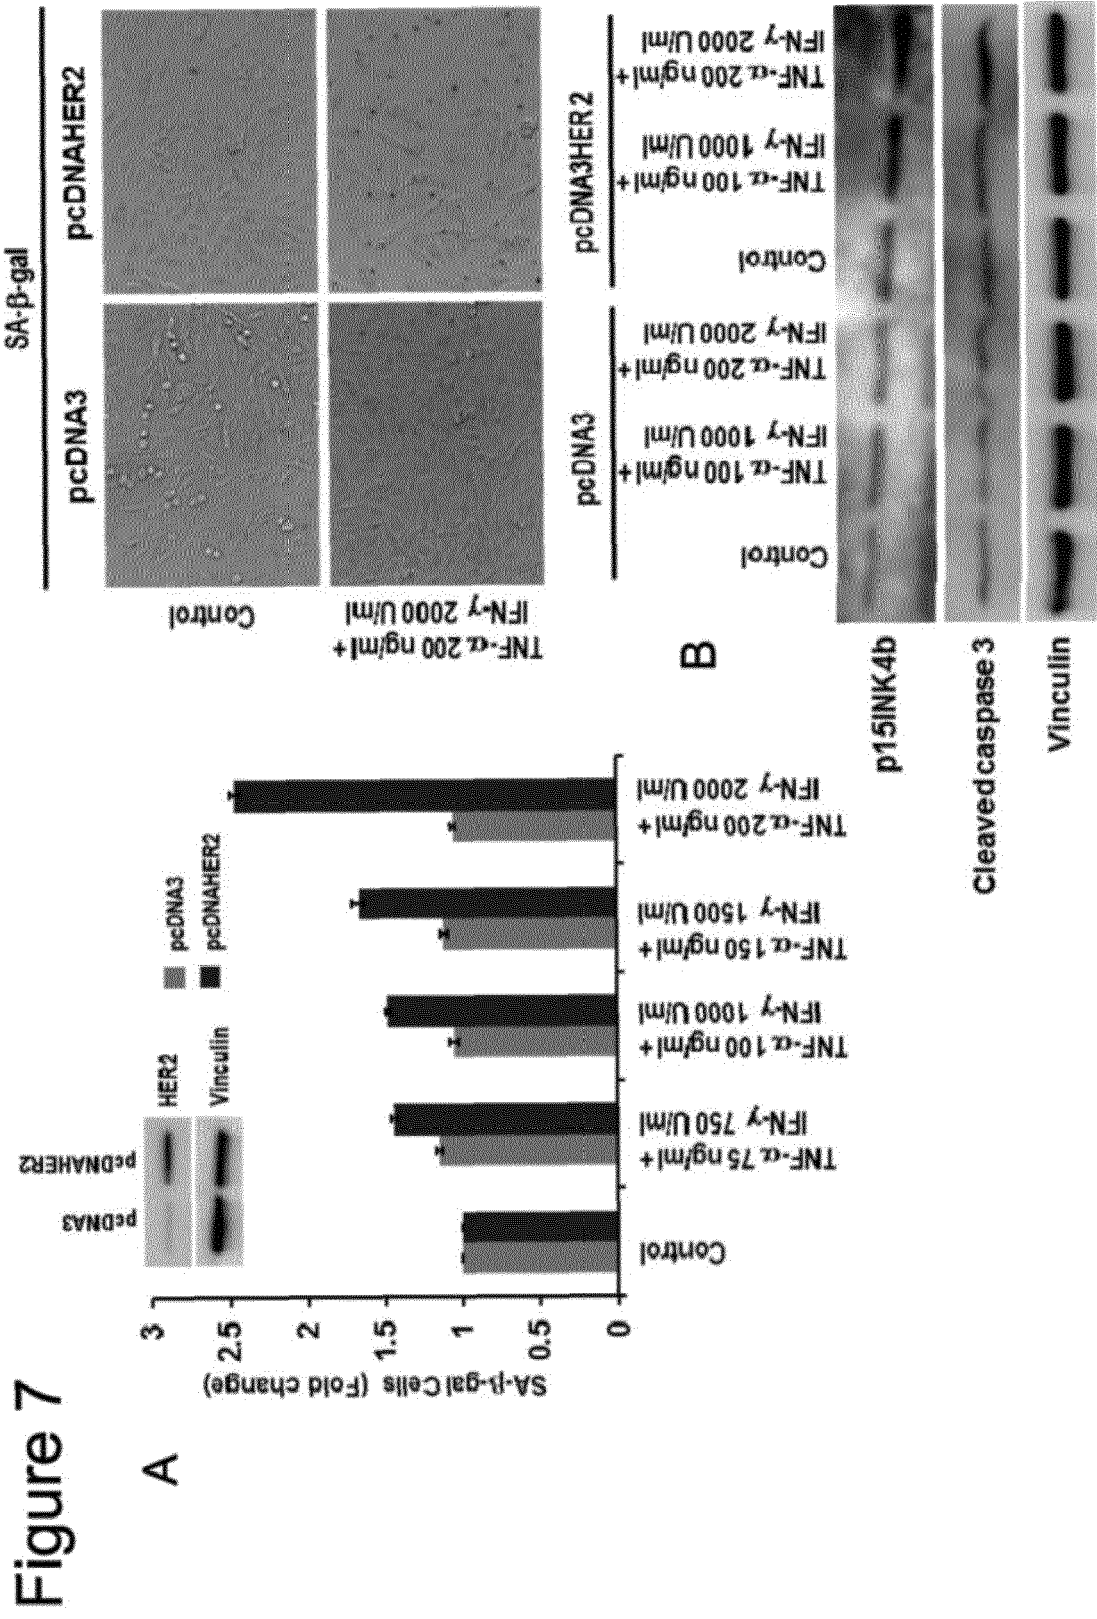 Figure 7
A
pcDNA3
pcDNAHER2
HER2
Vinculin
pcDNA3
pcDNAHER2
SA-β-gal Cells (Fold change)
3
2.5
2
1.5
1
0.5
0
Control
TNF-α 75 ng/ml+
IFN-γ 750 U/ml
TNF-α 100 ng/ml+
IFN-γ 1000 U/ml
TNF-α 150 ng/ml+
IFN-γ 1500 U/ml
TNF-α 200 ng/ml+
IFN-γ 2000 U/ml
SA-β-gal
pcDNA3
pcDNAHER2
Control
TNF-α 200 ng/ml+
IFN-γ 2000 U/ml
B
pcDNA3
pcDNA3HER2
Control
TNF-α 100 ng/ml+
IFN-γ 1000 U/ml
TNF-α 200 ng/ml+
IFN-γ 2000 U/ml
Control
TNF-α 100 ng/ml+
IFN-γ 1000 U/ml
TNF-α 200 ng/ml+
IFN-γ 2000 U/ml
p15INK4b
Cleaved caspase 3
Vinculin